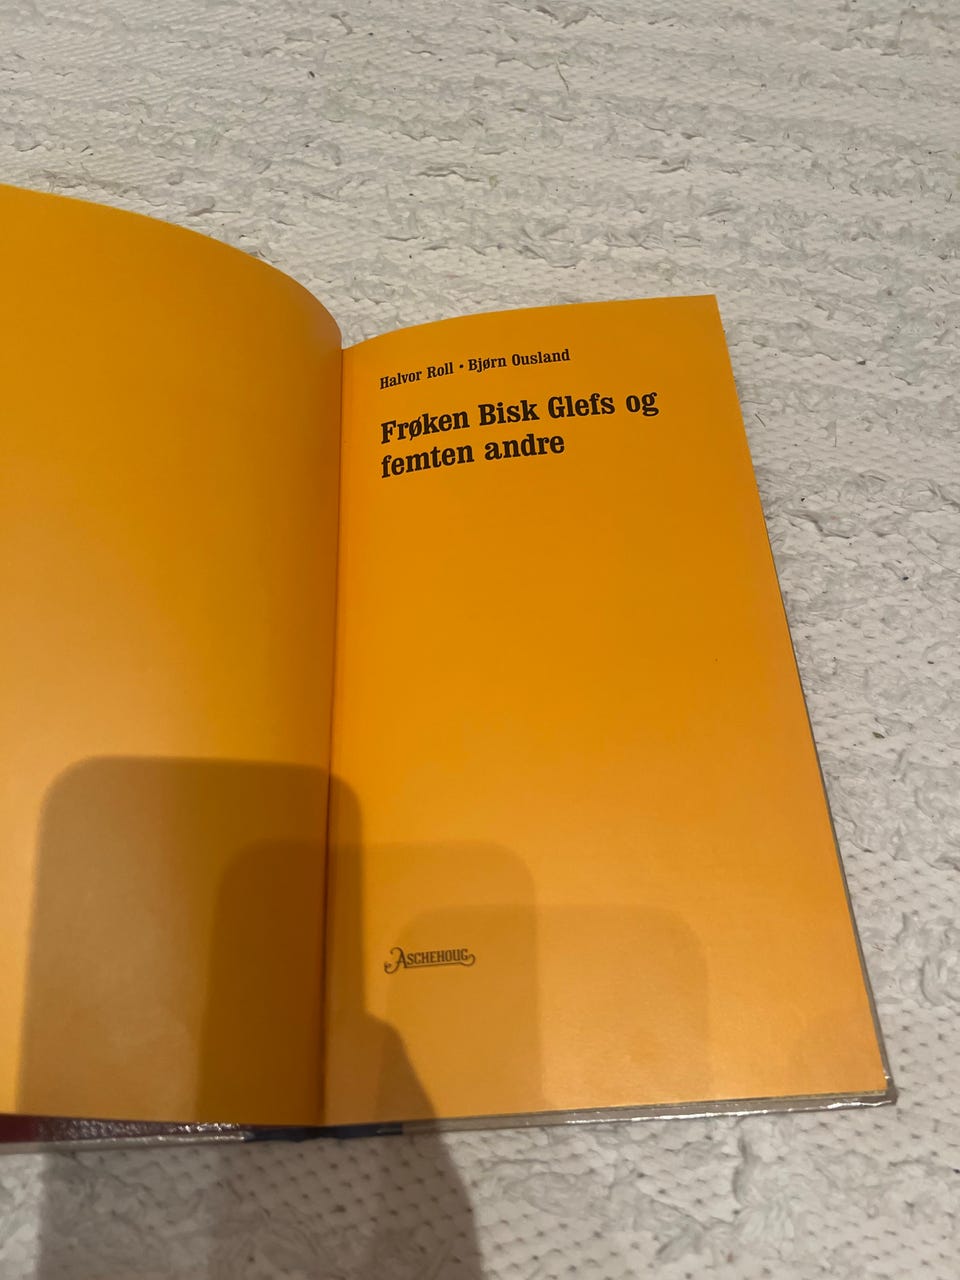 Halvor Roll • Bjørn Ousland
Frøken Bisk Glefs og
femten andre
ASCHEHOUG